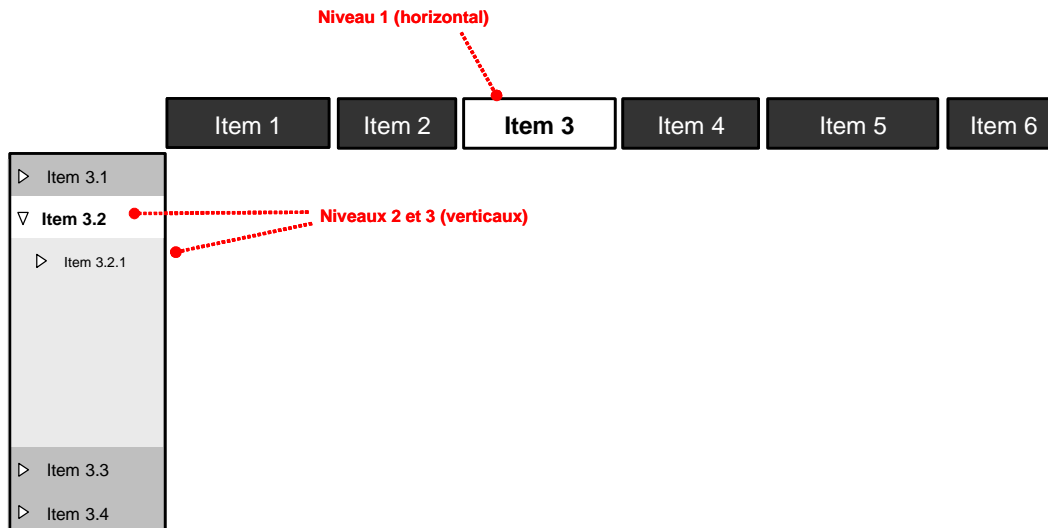 Niveau 1 (horizontal)
Item 1
Item 2
Item 3
Item 4
Item 5
Item 6
Item 3.1
Item 3.2
Niveaux 2 et 3 (verticaux)
Item 3.2.1
Item 3.3
Item 3.4